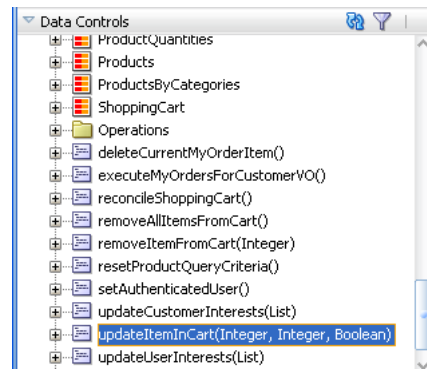 Data Controls
ProductQuantities
Products
ProductsByCategories
ShoppingCart
Operations
deleteCurrentMyOrderItem()
executeMyOrdersForCustomerVO()
reconcileShoppingCart()
removeAllItemsFromCart()
removeItemFromCart(Integer)
resetProductQueryCriteria()
setAuthenticatedUser()
updateCustomerInterests(List)
updateItemInCart(Integer, Integer, Boolean)
updateUserInterests(List)